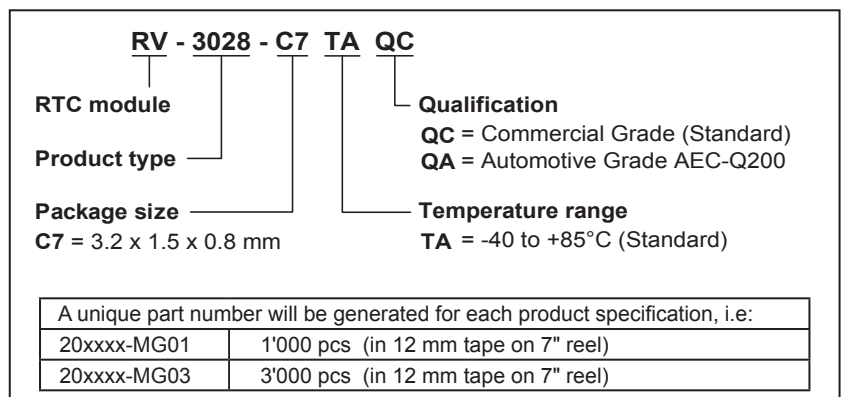 RV - 3028 - C7 TA QC
RTC module
Product type
Package size
C7 = 3.2 x 1.5 x 0.8 mm
Qualification
QC = Commercial Grade (Standard)
QA = Automotive Grade AEC-Q200
Temperature range
TA = -40 to +85°C (Standard)
A unique part number will be generated for each product specification, i.e:
20xxxx-MG01 1'000 pcs (in 12 mm tape on 7" reel)
20xxxx-MG03 3'000 pcs (in 12 mm tape on 7" reel)